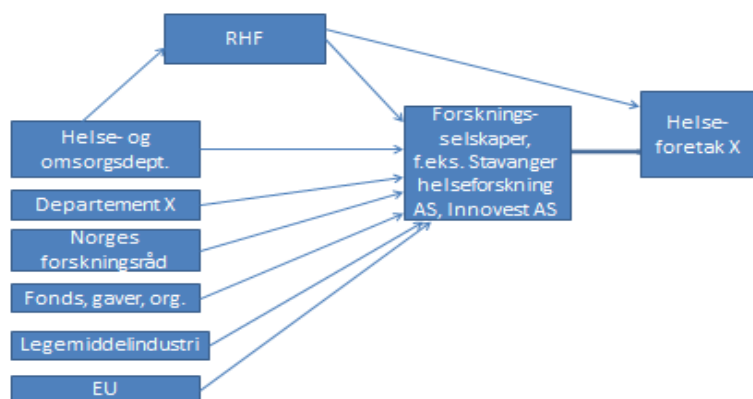 RHF
Helse- og
omsorgsdept.
Departement X
Norges
forskningsråd
Fonds, gaver, org.
Legemiddelindustri
EU
Forsknings-
selskaper,
f.eks. Stavanger
helseforskning
AS, Innovest AS
Helse-
foretak X